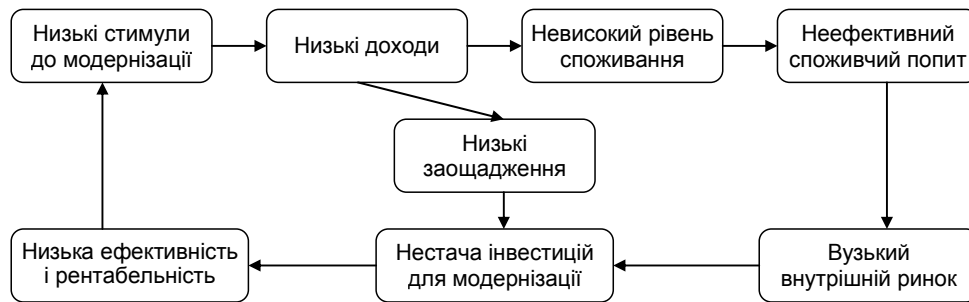 Низькі стимули
до модернізації
Низькі доходи
Невисокий рівень
споживання
Неефективний
споживчий попит
Низькі
заощадження
Низька ефективність
і рентабельність
Нестача інвестицій
для модернізації
Вузький
внутрішній ринок